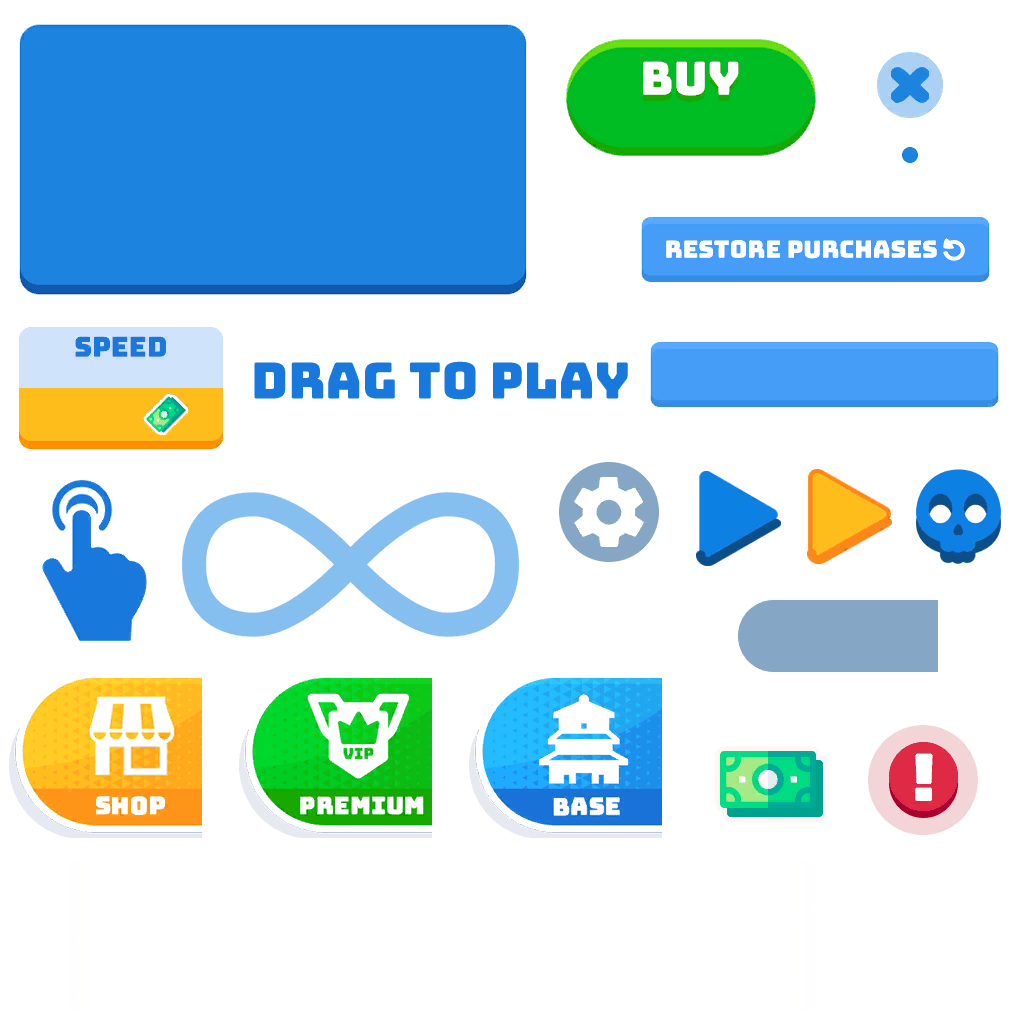 BUY
RESTORE PURCHASES
SPEED
DRAG TO PLAY
VIP
SHOP
PREMIUM
BASE